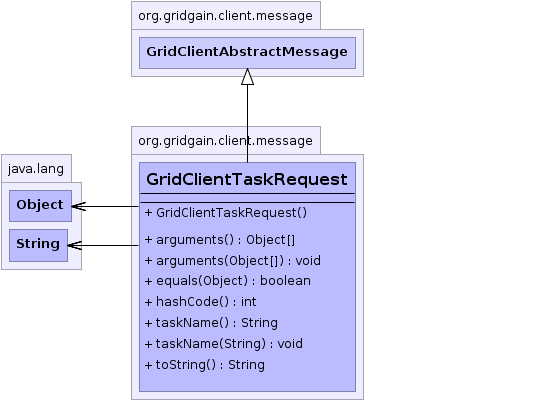 org.gridgain.client.message
GridClientAbstractMessage
org.gridgain.client.message
java.lang
Object
String
GridClientTaskRequest
+ GridClientTaskRequest()
+ arguments() : Object[]
+ arguments(Object[]) : void
+ equals(Object) : boolean
+ hashCode() : int
+ taskName() : String
+ taskName(String) : void
+ toString() : String